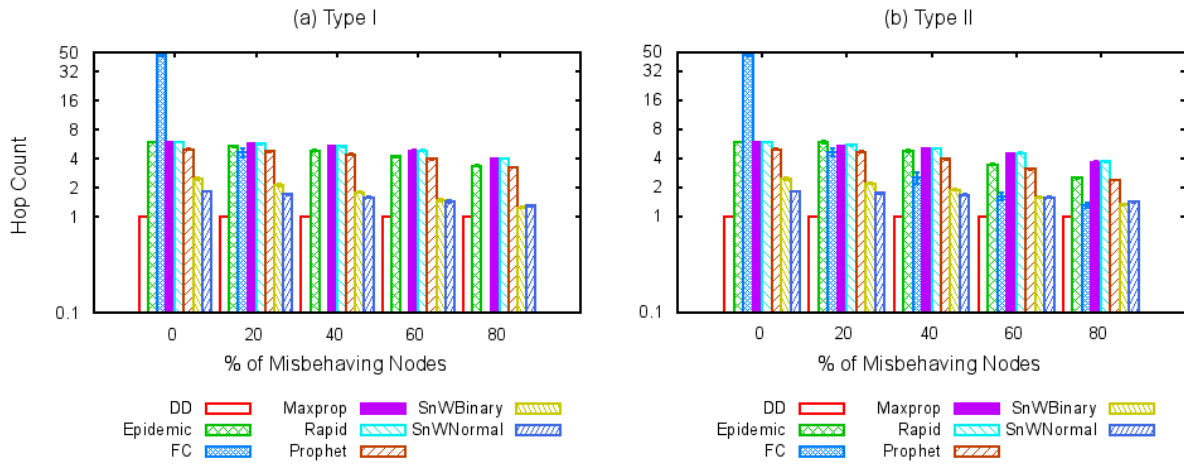 (a) Type I
50
32
16
8
4
2
1
0.1
Hop Count
0 20 40 60 80
% of Misbehaving Nodes
DD Maxprop SnWBinary
Epidemic Rapid SnWNormal
FC Prophet
(b) Type II
50
32
16
8
4
2
1
0.1
0 20 40 60 80
% of Misbehaving Nodes
DD Maxprop SnWBinary
Epidemic Rapid SnWNormal
FC Prophet